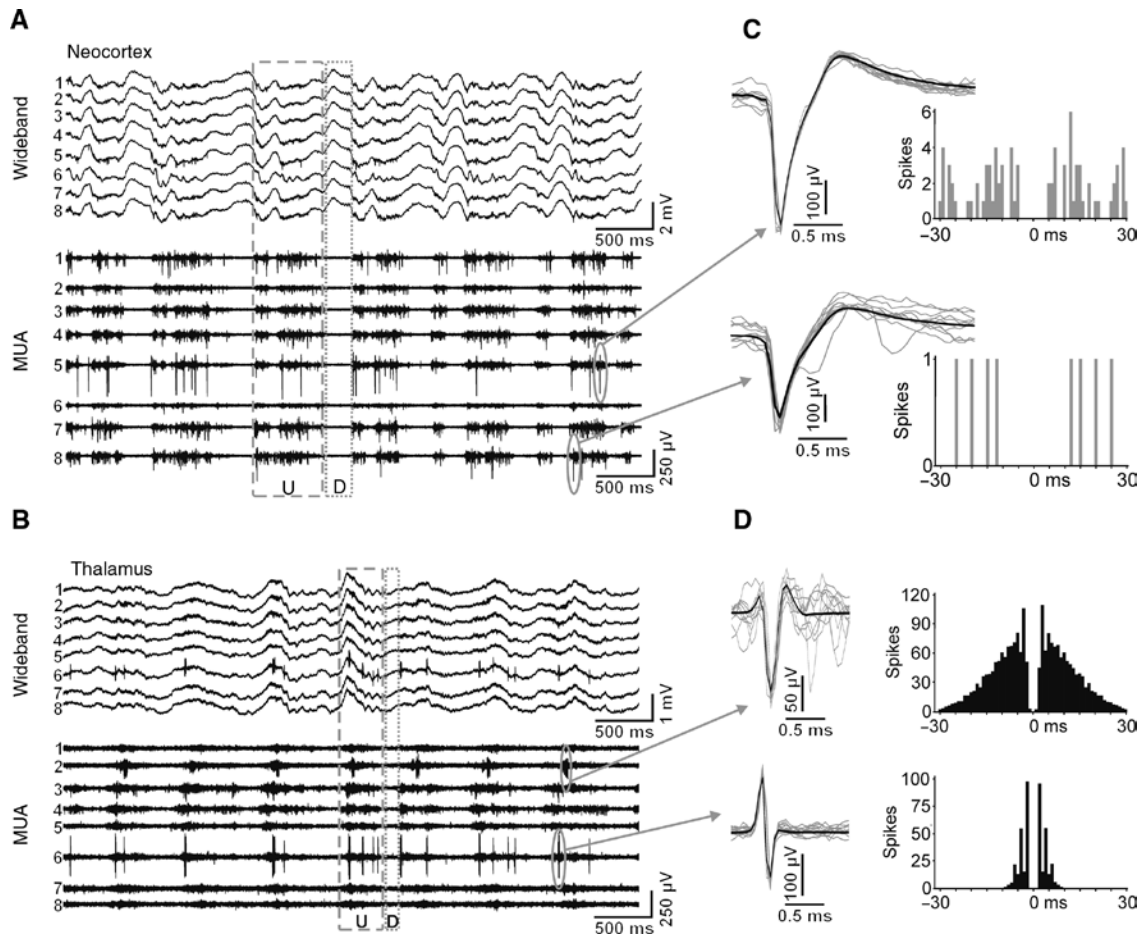 A
Neocortex
Wideband
1
2
3
4
5
6
7
8
2 mV
500 ms
MUA
1
2
3
4
5
6
7
8
250 µV
500 ms
U
D
B
Thalamus
Wideband
1
2
3
4
5
6
7
8
1 mV
500 ms
MUA
1
2
3
4
5
6
7
8
250 µV
500 ms
U
D
C
100 µV
0.5 ms
Spikes
6
4
2
0
−30
0 ms
30
100 µV
0.5 ms
Spikes
1
0
−30
0 ms
30
D
50 µV
0.5 ms
Spikes
120
90
60
30
0
−30
0 ms
30
100 µV
0.5 ms
Spikes
100
75
50
25
0
−30
0 ms
30